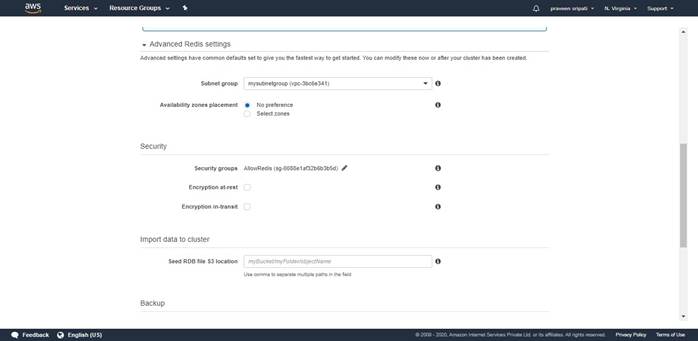 aws Services Resource Groups praveen sripati N. Virginia Support
Advanced Redis settings
Advanced settings have common defaults set to give you the fastest way to get started. You can modify these now or after your cluster has been created.
Subnet group mysubnetgroup (vpc-3bc6e341)
Availability zones placement No preference
Select zones
Security
Security groups AllowRedis (sg-8688e1af32b6b3b5d)
Encryption at-rest
Encryption in-transit
Import data to cluster
Seed RDB file S3 location myBucket/myFolder/objectName
Use comma to separate multiple paths in the field
Backup
Feedback English (US) © 2008 - 2020, Amazon Internet Services Private Ltd. or its affiliates. All rights reserved. Privacy Policy Terms of Use